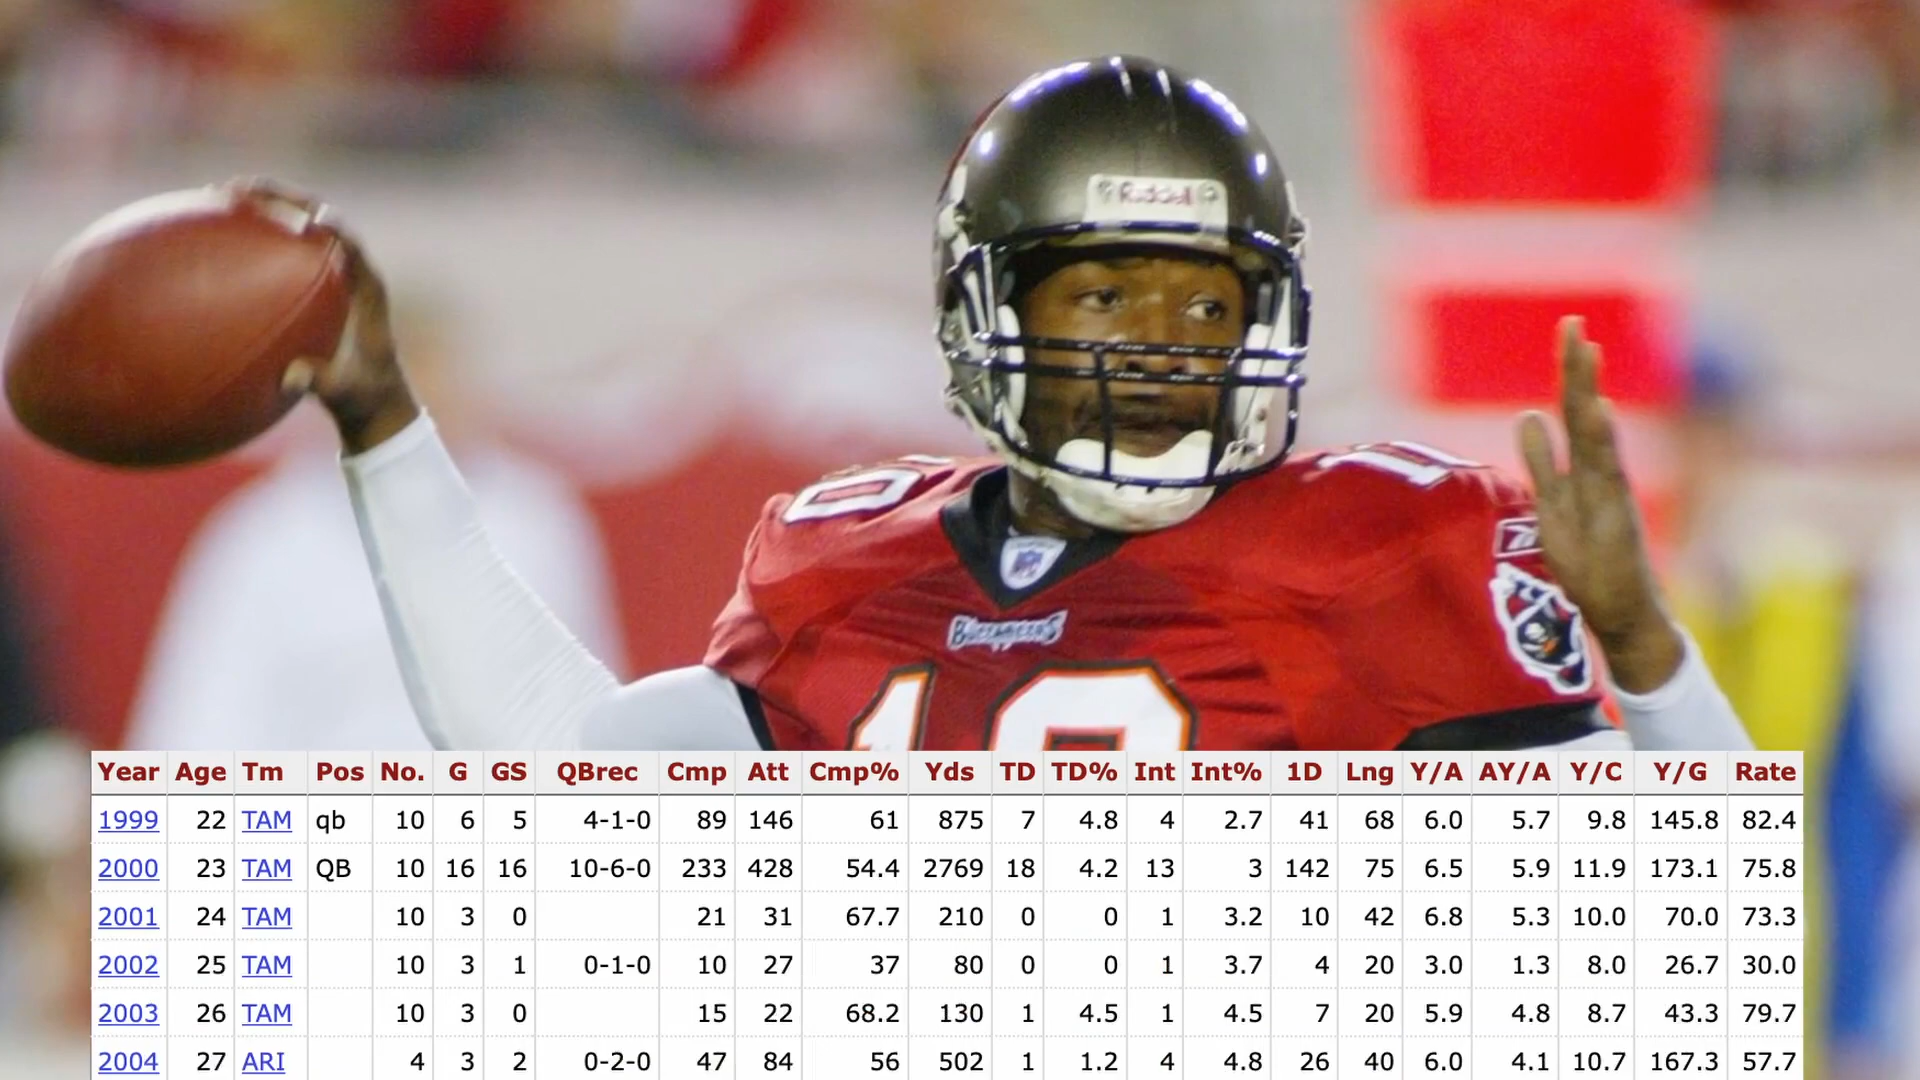 Riddell
10
10
NFL
BUCCANEERS
10
Year Age Tm Pos No. G GS QBrec Cmp Att Cmp% Yds TD TD% Int Int% 1D Lng Y/A AY/A Y/C Y/G Rate
1999 22 TAM qb 10 6 5 4-1-0 89 146 61 875 7 4.8 4 2.7 41 68 6.0 5.7 9.8 145.8 82.4
2000 23 TAM QB 10 16 16 10-6-0 233 428 54.4 2769 18 4.2 13 3 142 75 6.5 5.9 11.9 173.1 75.8
2001 24 TAM 10 3 0 21 31 67.7 210 0 0 1 3.2 10 42 6.8 5.3 10.0 70.0 73.3
2002 25 TAM 10 3 1 0-1-0 10 27 37 80 0 0 1 3.7 4 20 3.0 1.3 8.0 26.7 30.0
2003 26 TAM 10 3 0 15 22 68.2 130 1 4.5 1 4.5 7 20 5.9 4.8 8.7 43.3 79.7
2004 27 ARI 4 3 2 0-2-0 47 84 56 502 1 1.2 4 4.8 26 40 6.0 4.1 10.7 167.3 57.7